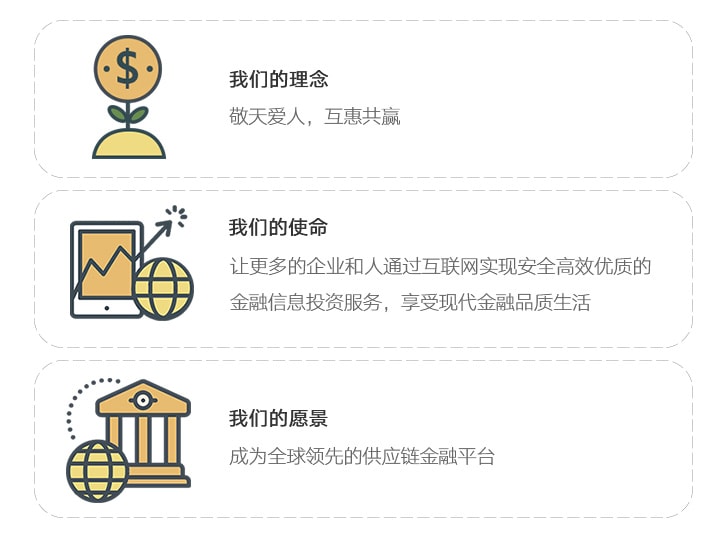 $
我们的理念
敬天爱人，互惠共赢
我们的使命
让更多的企业和人通过互联网实现安全高效优质的
金融信息投资服务，享受现代金融品质生活
我们的愿景
成为全球领先的供应链金融平台